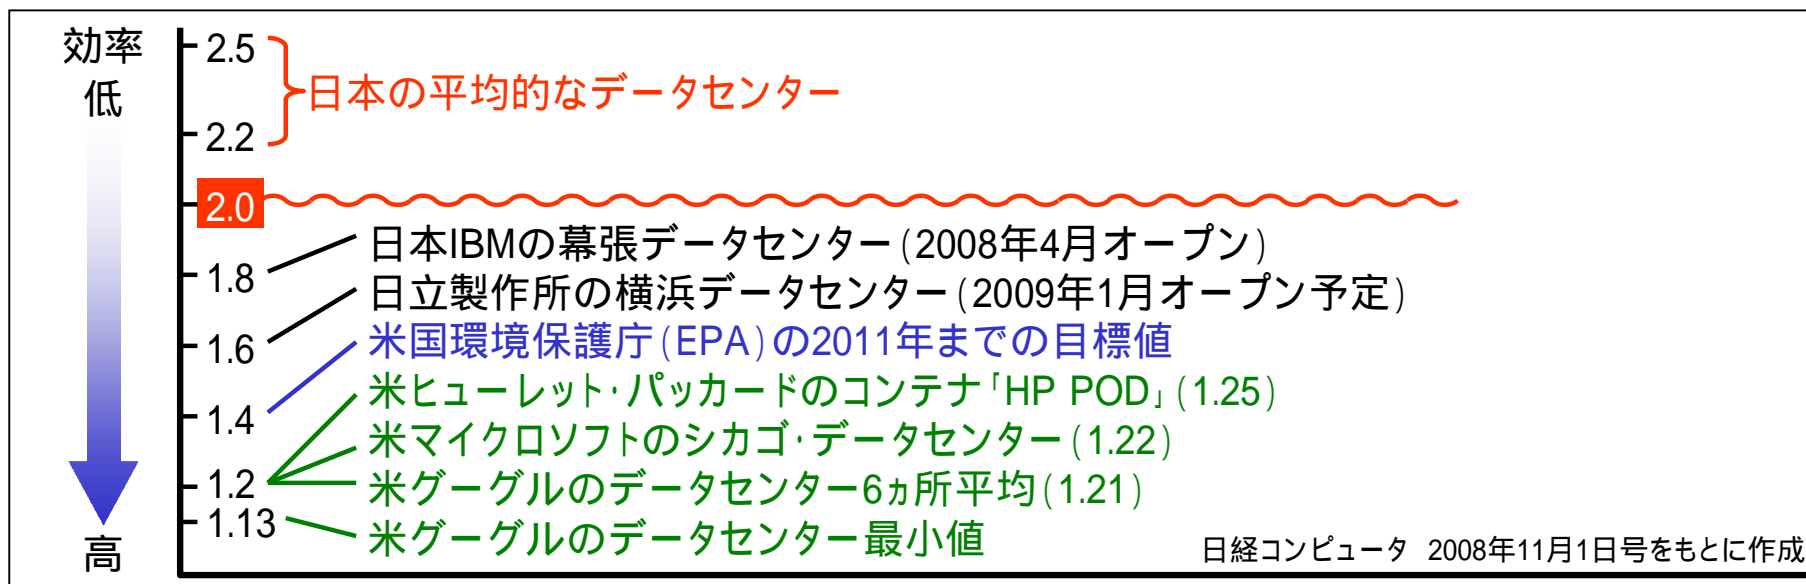 効率
低
高
2.5
日本の平均的なデータセンター
2.2
2.0
日本IBMの幕張データセンター(2008年4月オープン)
1.8
日立製作所の横浜データセンター(2009年1月オープン予定)
1.6
米国環境保護庁(EPA)の2011年までの目標値
1.4
米ヒューレット・パッカードのコンテナ「HP POD」(1.25)
米マイクロソフトのシカゴ・データセンター(1.22)
1.2
米グーグルのデータセンター6ヵ所平均(1.21)
1.13
米グーグルのデータセンター最小値
日経コンピュータ 2008年11月1日号をもとに作成